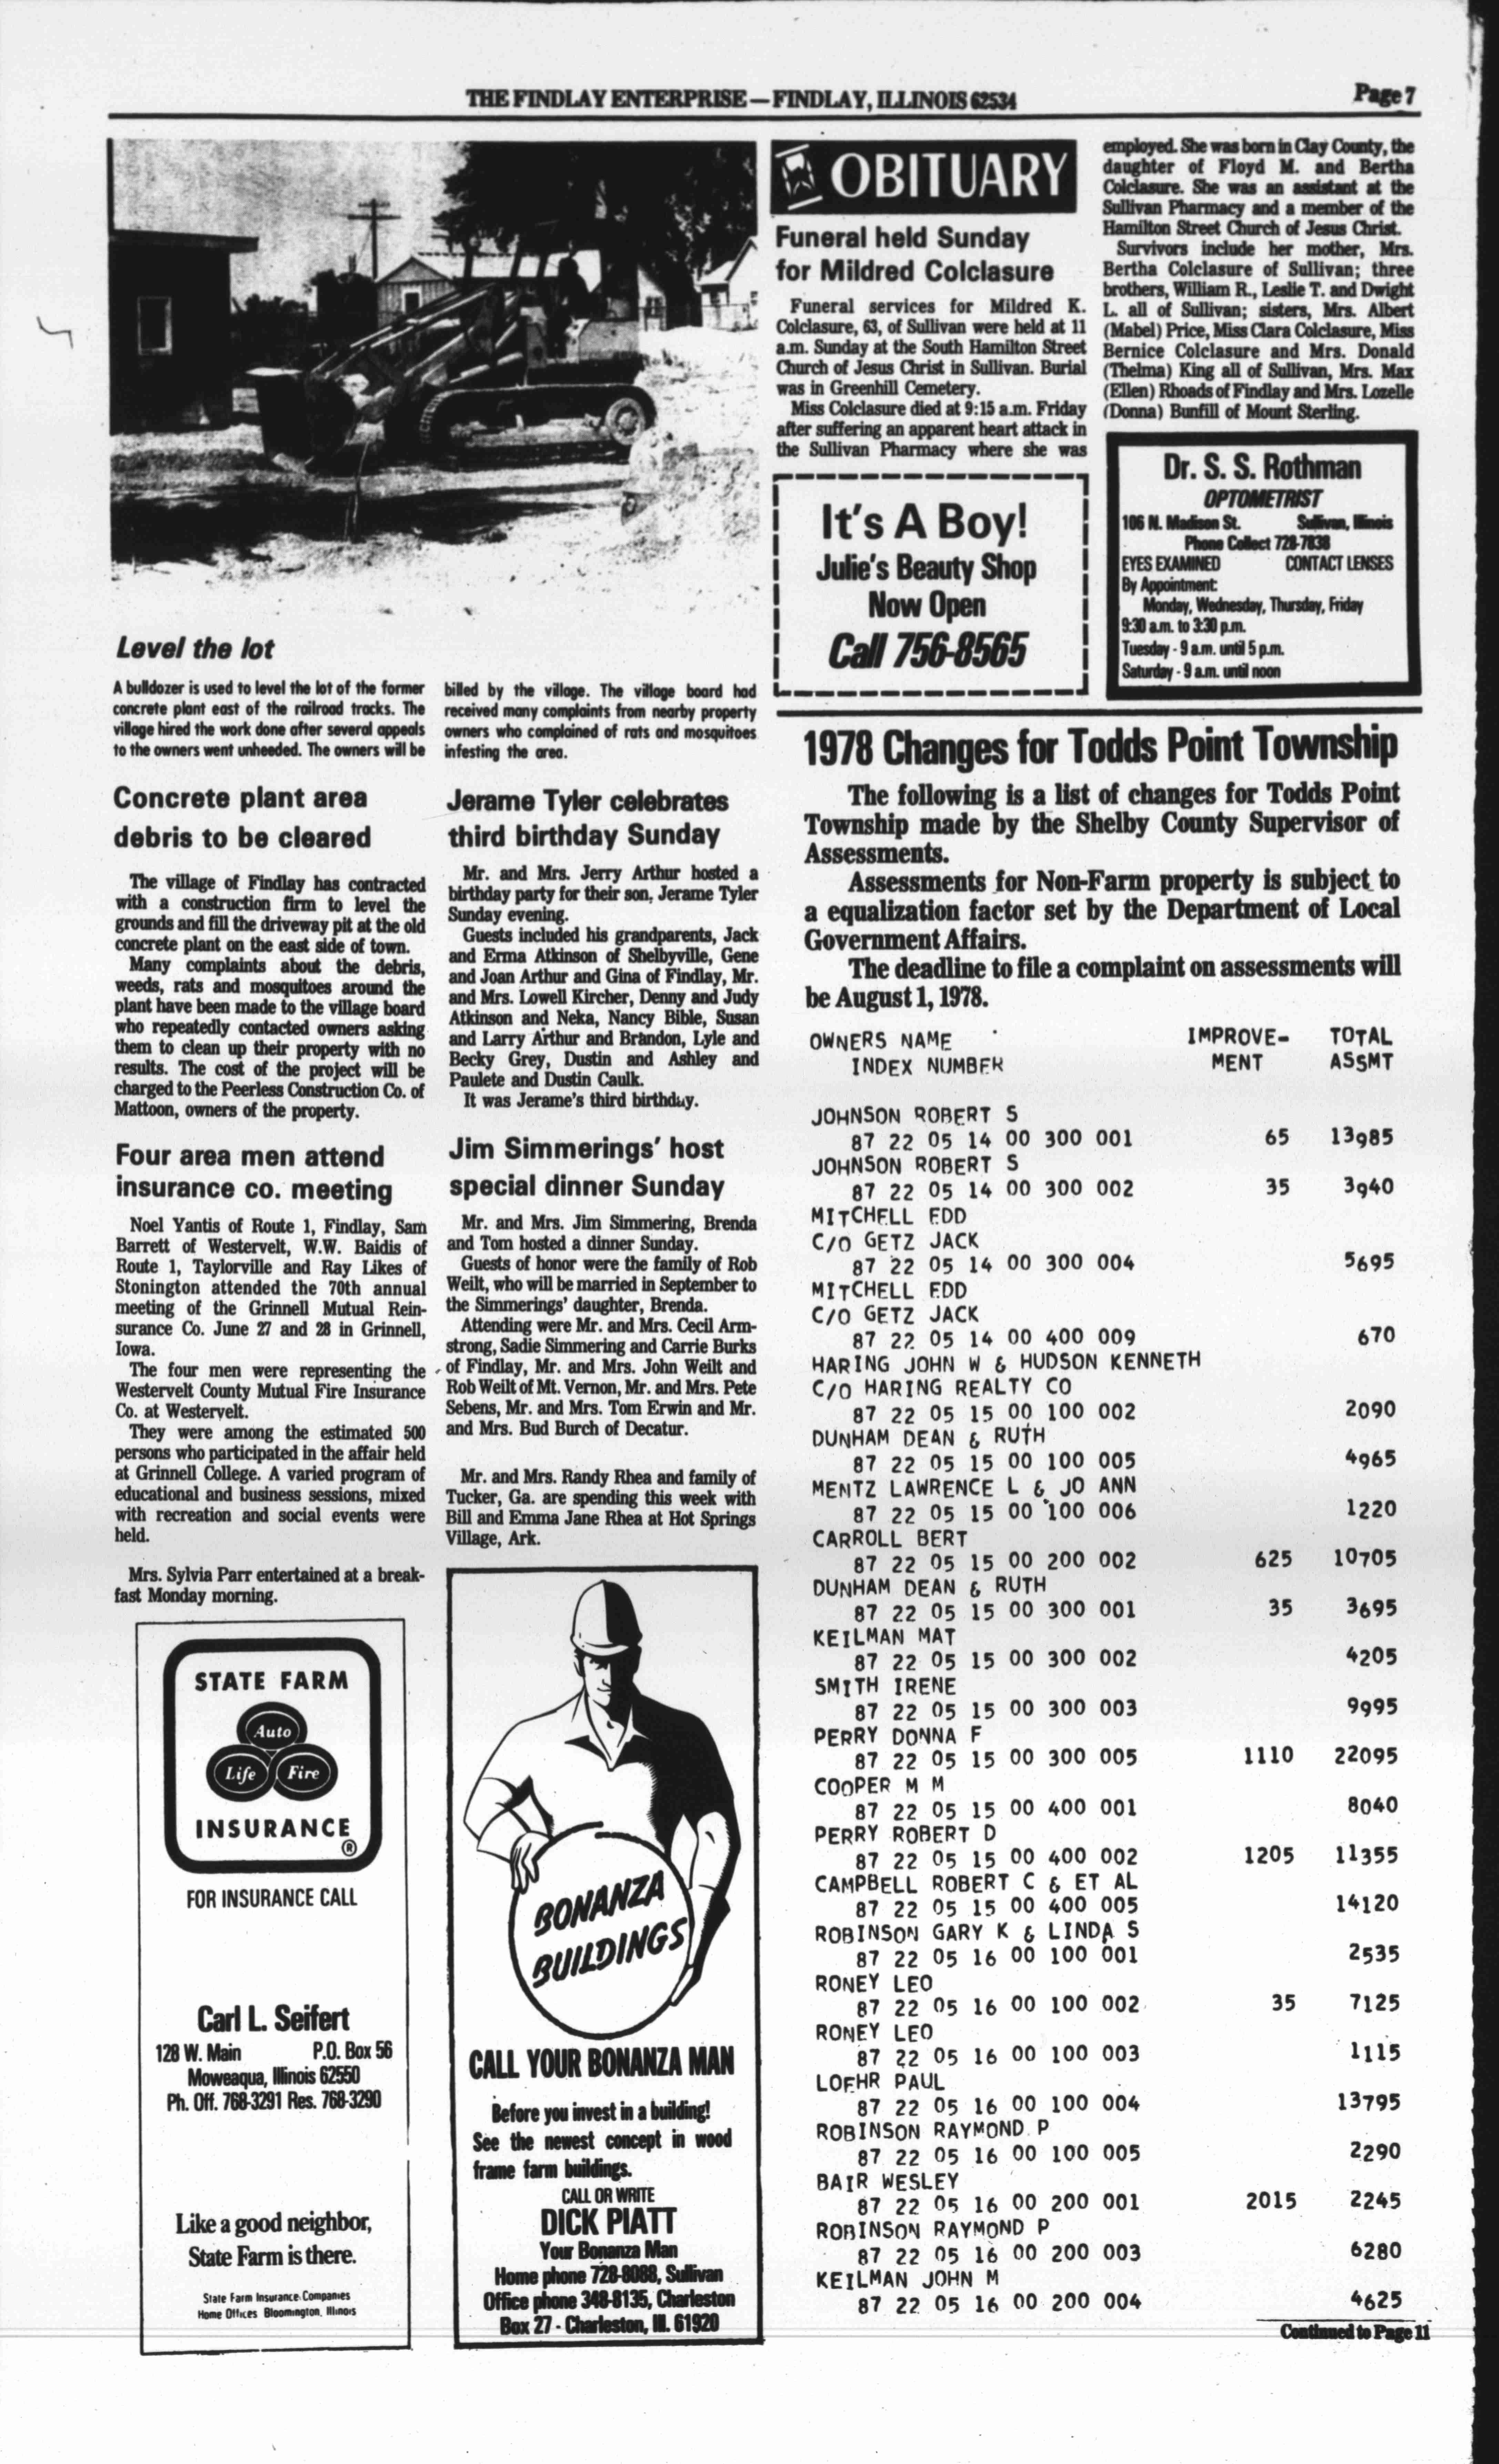 THE FINDLAY ENTERPRISE — FINDLAY, ILLINOIS 62534
Page 7
Level the lot
A bulldozer is used to level the lot of the former
concrete plant east of the railroad tracks. The
village hired the work done after several appeals
to the owners went unheeded. The owners will be
billed by the village. The village board had
received many complaints from nearby property
owners who complained of rats and mosquitoes
infesting the area.
Concrete plant area
debris to be cleared
The village of Findlay has contracted
with a construction firm to level the
grounds and fill the driveway pit at the old
concrete plant on the east side of town.
Many complaints about the debris,
weeds, rats and mosquitoes around the
plant have been made to the village board
who repeatedly contacted owners asking
them to clean up their property with no
results. The cost of the project will be
charged to the Peerless Construction Co. of
Mattoon, owners of the property.
Four area men attend
insurance co. meeting
Noel Yantis of Route 1, Findlay, Sam
Barrett of Westervelt, W.W. Baidis of
Route 1, Taylorville and Ray Likes of
Stonington attended the 70th annual
meeting of the Grinnell Mutual Rein-
surance Co. June 27 and 28 in Grinnell,
Iowa.
The four men were representing the
Westervelt County Mutual Fire Insurance
Co. at Westervelt.
They were among the estimated 500
persons who participated in the affair held
at Grinnell College. A varied program of
educational and business sessions, mixed
with recreation and social events were
held.
Mrs. Sylvia Parr entertained at a break-
fast Monday morning.
STATE FARM
Auto
Life Fire
INSURANCE
®
FOR INSURANCE CALL
Carl L. Seifert
128 W. Main P.O. Box 56
Moweaqua, Illinois 62550
Ph. Off. 768-3291 Res. 768-3290
Like a good neighbor,
State Farm is there.
State Farm Insurance Companies
Home Offices Bloomington, Illinois
Jerame Tyler celebrates
third birthday Sunday
Mr. and Mrs. Jerry Arthur hosted a
birthday party for their son, Jerame Tyler
Sunday evening.
Guests included his grandparents, Jack
and Erma Atkinson of Shelbyville, Gene
and Joan Arthur and Gina of Findlay, Mr.
and Mrs. Lowell Kircher, Denny and Judy
Atkinson and Neka, Nancy Bible, Susan
and Larry Arthur and Brandon, Lyle and
Becky Grey, Dustin and Ashley and
Paulete and Dustin Caulk.
It was Jerame's third birthday.
Jim Simmerings' host
special dinner Sunday
Mr. and Mrs. Jim Simmering, Brenda
and Tom hosted a dinner Sunday.
Guests of honor were the family of Rob
Weilt, who will be married in September to
the Simmerings' daughter, Brenda.
Attending were Mr. and Mrs. Cecil Arm-
strong, Sadie Simmering and Carrie Burks
of Findlay, Mr. and Mrs. John Weilt and
Rob Weilt of Mt. Vernon, Mr. and Mrs. Pete
Sebens, Mr. and Mrs. Tom Erwin and Mr.
and Mrs. Bud Burch of Decatur.
Mr. and Mrs. Randy Rhea and family of
Tucker, Ga. are spending this week with
Bill and Emma Jane Rhea at Hot Springs
Village, Ark.
BONANZA
BUILDINGS
CALL YOUR BONANZA MAN
Before you invest in a building!
See the newest concept in wood
frame farm buildings.
CALL OR WRITE
DICK PIATT
Your Bonanza Man
Home phone 728-8088, Sullivan
Office phone 348-8135, Charleston
Box 27 - Charleston, Ill. 61920
OBITUARY
Funeral held Sunday
for Mildred Colclasure
Funeral services for Mildred K.
Colclasure, 63, of Sullivan were held at 11
a.m. Sunday at the South Hamilton Street
Church of Jesus Christ in Sullivan. Burial
was in Greenhill Cemetery.
Miss Colclasure died at 9:15 a.m. Friday
after suffering an apparent heart attack in
the Sullivan Pharmacy where she was
employed. She was born in Clay County, the
daughter of Floyd M. and Bertha
Colclasure. She was an assistant at the
Sullivan Pharmacy and a member of the
Hamilton Street Church of Jesus Christ.
Survivors include her mother, Mrs.
Bertha Colclasure of Sullivan; three
brothers, William R., Leslie T. and Dwight
L. all of Sullivan; sisters, Mrs. Albert
(Mabel) Price, Miss Clara Colclasure, Miss
Bernice Colclasure and Mrs. Donald
(Thelma) King all of Sullivan, Mrs. Max
(Ellen) Rhoads of Findlay and Mrs. Lozelle
(Donna) Bunfill of Mount Sterling.
It's A Boy!
Julie's Beauty Shop
Now Open
Call 756-8565
Dr. S. S. Rothman
OPTOMETRIST
106 N. Madison St. Sullivan, Illinois
Phone Collect 728-7838
EYES EXAMINED CONTACT LENSES
By Appointment:
Monday, Wednesday, Thursday, Friday
9:30 a.m. to 3:30 p.m.
Tuesday - 9 a.m. until 5 p.m.
Saturday - 9 a.m. until noon
1978 Changes for Todds Point Township
The following is a list of changes for Todds Point
Township made by the Shelby County Supervisor of
Assessments.
Assessments for Non-Farm property is subject to
a equalization factor set by the Department of Local
Government Affairs.
The deadline to file a complaint on assessments will
be August 1, 1978.
OWNERS NAME IMPROVE- TOTAL
INDEX NUMBER MENT ASSMT
JOHNSON ROBERT S
87 22 05 14 00 300 001 65 13985
JOHNSON ROBERT S
87 22 05 14 00 300 002 35 3940
MITCHELL EDD
C/O GETZ JACK
87 22 05 14 00 300 004 5695
MITCHELL EDD
C/O GETZ JACK
87 22 05 14 00 400 009 670
HARING JOHN W & HUDSON KENNETH
C/O HARING REALTY CO
87 22 05 15 00 100 002 2090
DUNHAM DEAN & RUTH
87 22 05 15 00 100 005 4965
MENTZ LAWRENCE L & JO ANN
87 22 05 15 00 100 006 1220
CARROLL BERT
87 22 05 15 00 200 002 625 10705
DUNHAM DEAN & RUTH
87 22 05 15 00 300 001 35 3695
KEILMAN MAT
87 22 05 15 00 300 002 4205
SMITH IRENE
87 22 05 15 00 300 003 9995
PERRY DONNA F
87 22 05 15 00 300 005 1110 22095
COOPER M M
87 22 05 15 00 400 001 8040
PERRY ROBERT D
87 22 05 15 00 400 002 1205 11355
CAMPBELL ROBERT C & ET AL
87 22 05 15 00 400 005 14120
ROBINSON GARY K & LINDA S
87 22 05 16 00 100 001 2535
RONEY LEO
87 22 05 16 00 100 002 35 7125
RONEY LEO
87 22 05 16 00 100 003 1115
LOEHR PAUL
87 22 05 16 00 100 004 13795
ROBINSON RAYMOND P
87 22 05 16 00 100 005 2290
BAIR WESLEY
87 22 05 16 00 200 001 2015 2245
ROBINSON RAYMOND P
87 22 05 16 00 200 003 6280
KEILMAN JOHN M
87 22 05 16 00 200 004 4625
Continued to Page 11